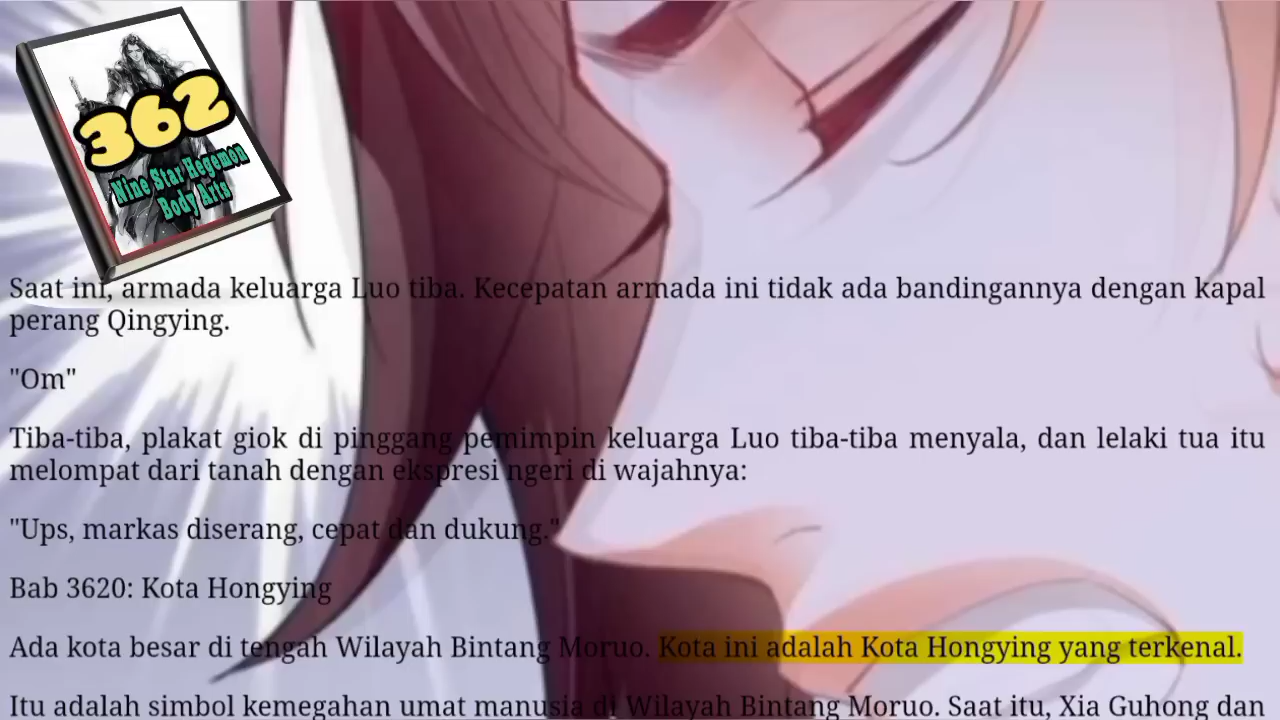 362
Nine Star Hegemon
Body Arts
Saat ini, armada keluarga Luo tiba. Kecepatan armada ini tidak ada bandingannya dengan kapal
perang Qingying.
"Om"
Tiba-tiba, plakat giok di pinggang pemimpin keluarga Luo tiba-tiba menyala, dan lelaki tua itu
melompat dari tanah dengan ekspresi ngeri di wajahnya:
"Ups, markas diserang, cepat dan dukung."
Bab 3620: Kota Hongying
Ada kota besar di tengah Wilayah Bintang Moruo. Kota ini adalah Kota Hongying yang terkenal.
Itu adalah simbol kemegahan umat manusia di Wilayah Bintang Moruo. Saat itu, Xia Guhong dan